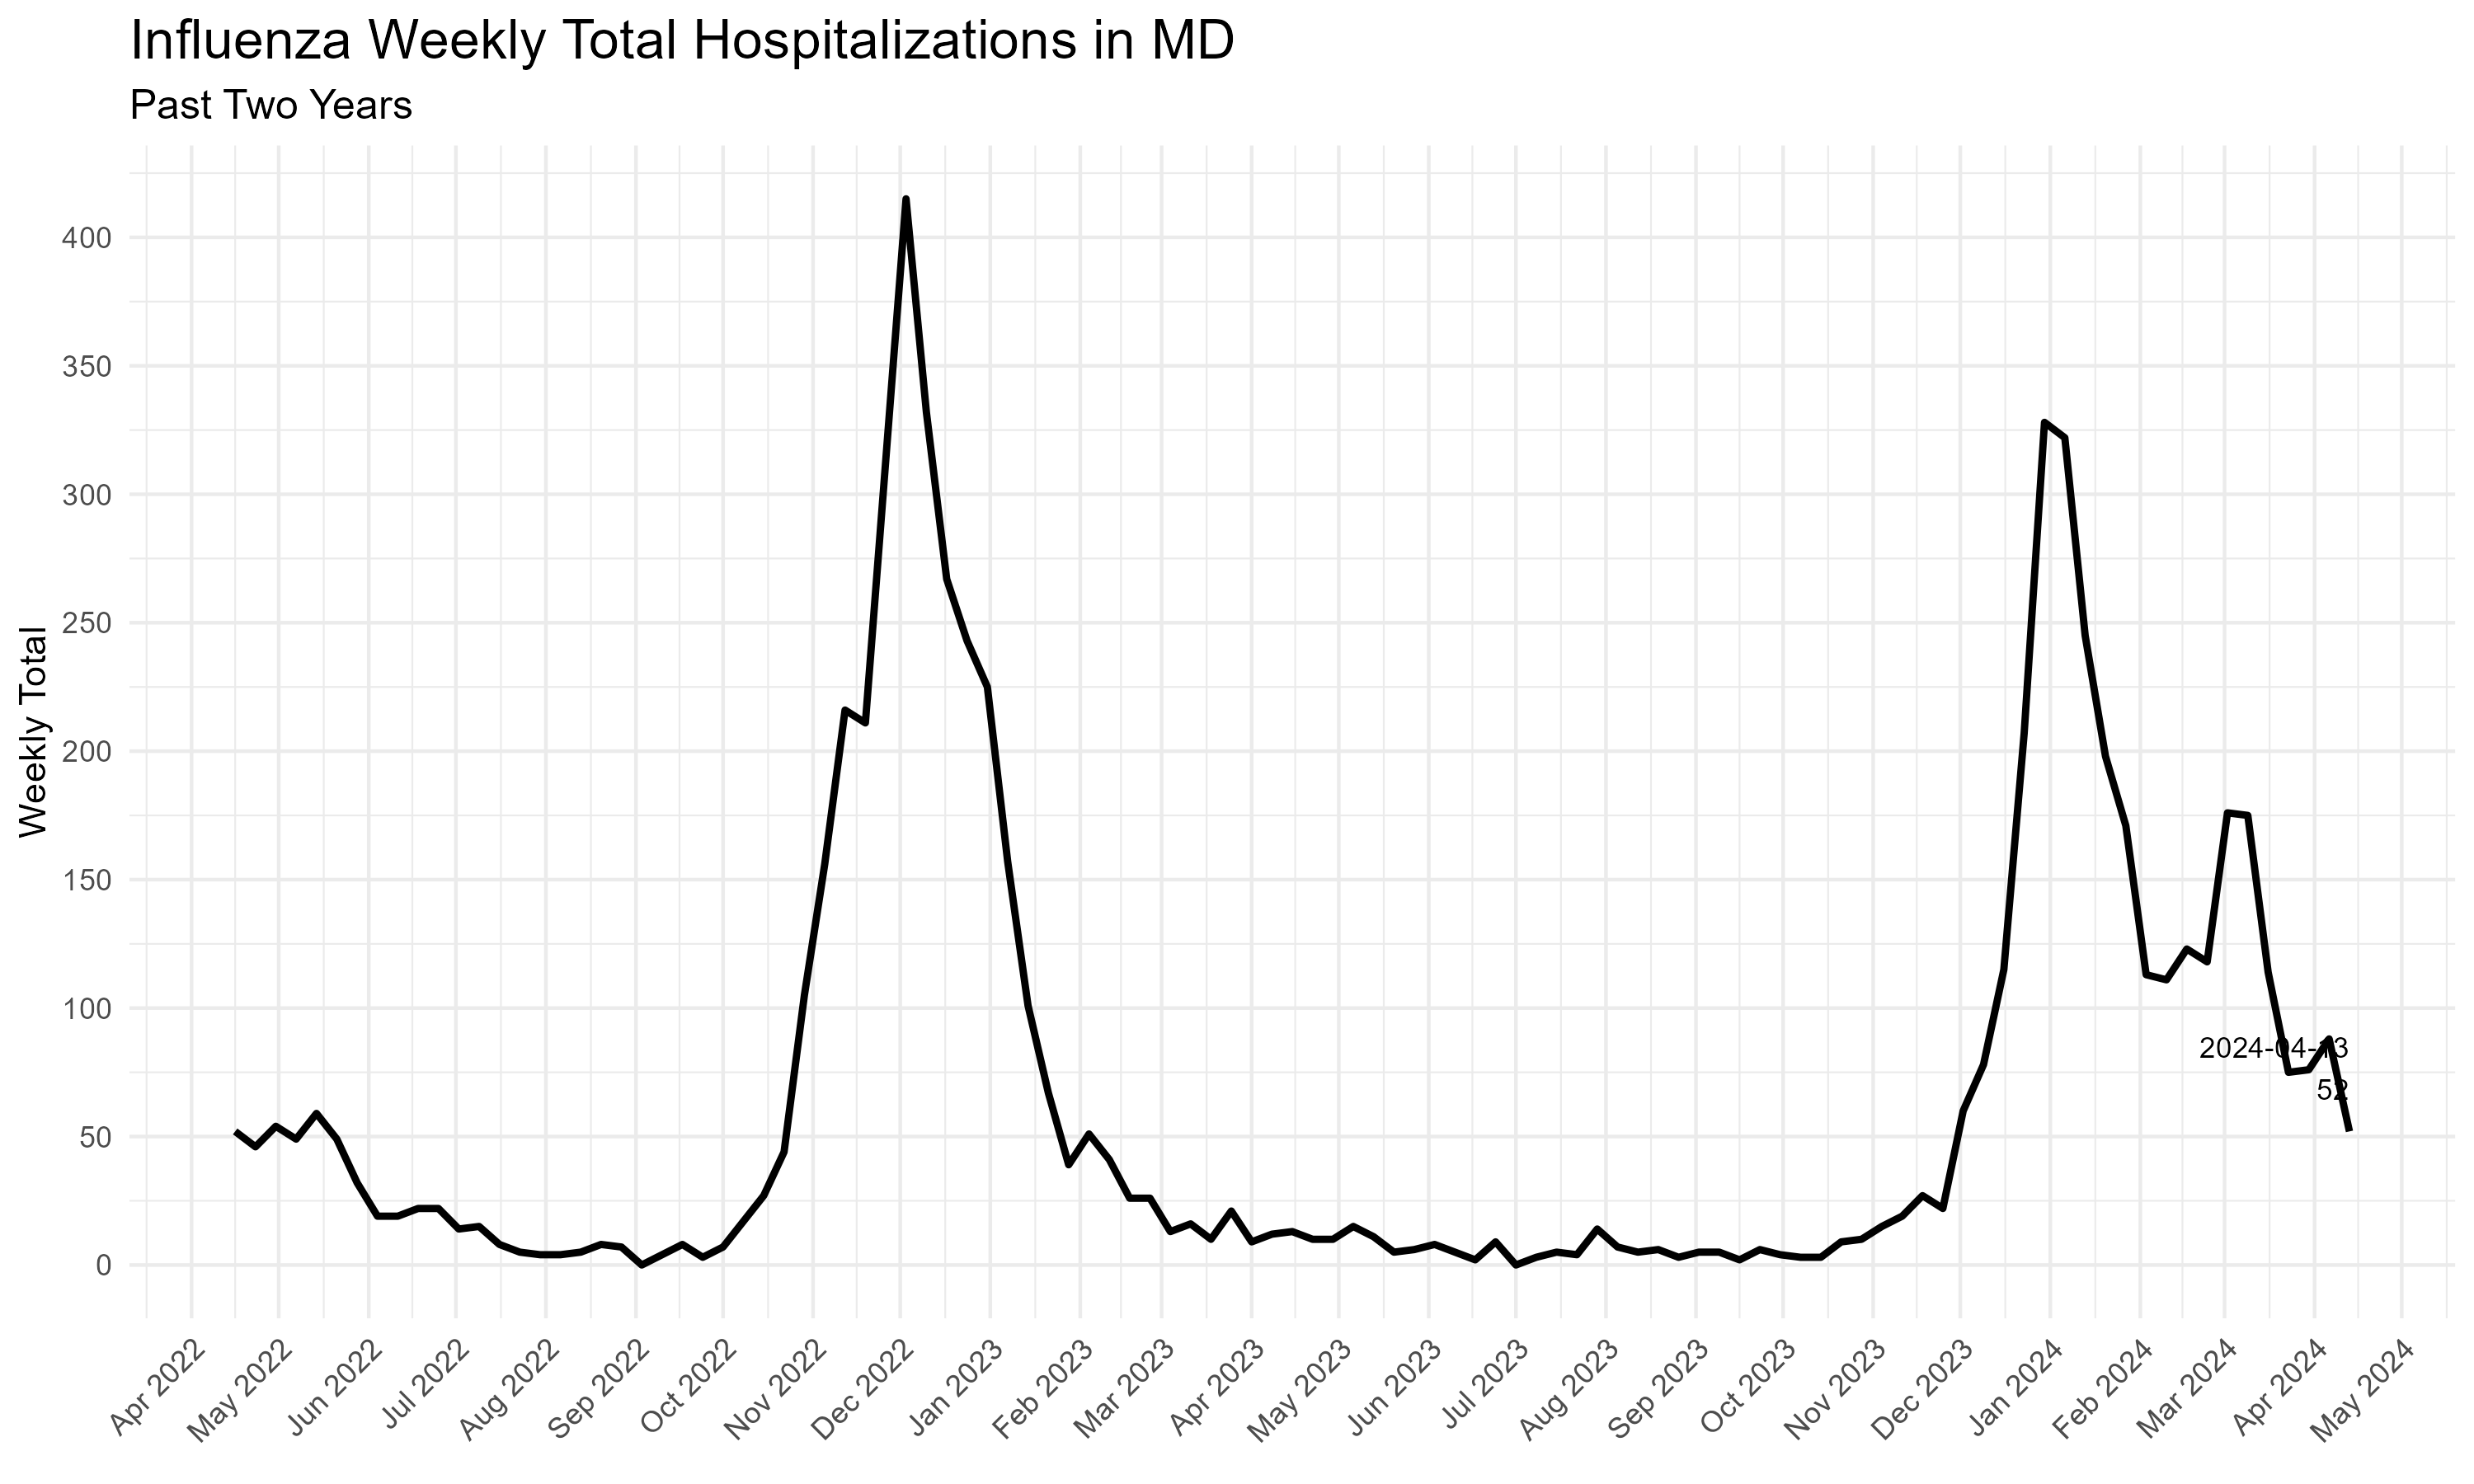 Influenza Weekly Total Hospitalizations in MD
Past Two Years
Weekly Total
400
350
300
250
200
150
100
50
0
2024-04-13
52
Apr 2022
May 2022
Jun 2022
Jul 2022
Aug 2022
Sep 2022
Oct 2022
Nov 2022
Dec 2022
Jan 2023
Feb 2023
Mar 2023
Apr 2023
May 2023
Jun 2023
Jul 2023
Aug 2023
Sep 2023
Oct 2023
Nov 2023
Dec 2023
Jan 2024
Feb 2024
Mar 2024
Apr 2024
May 2024